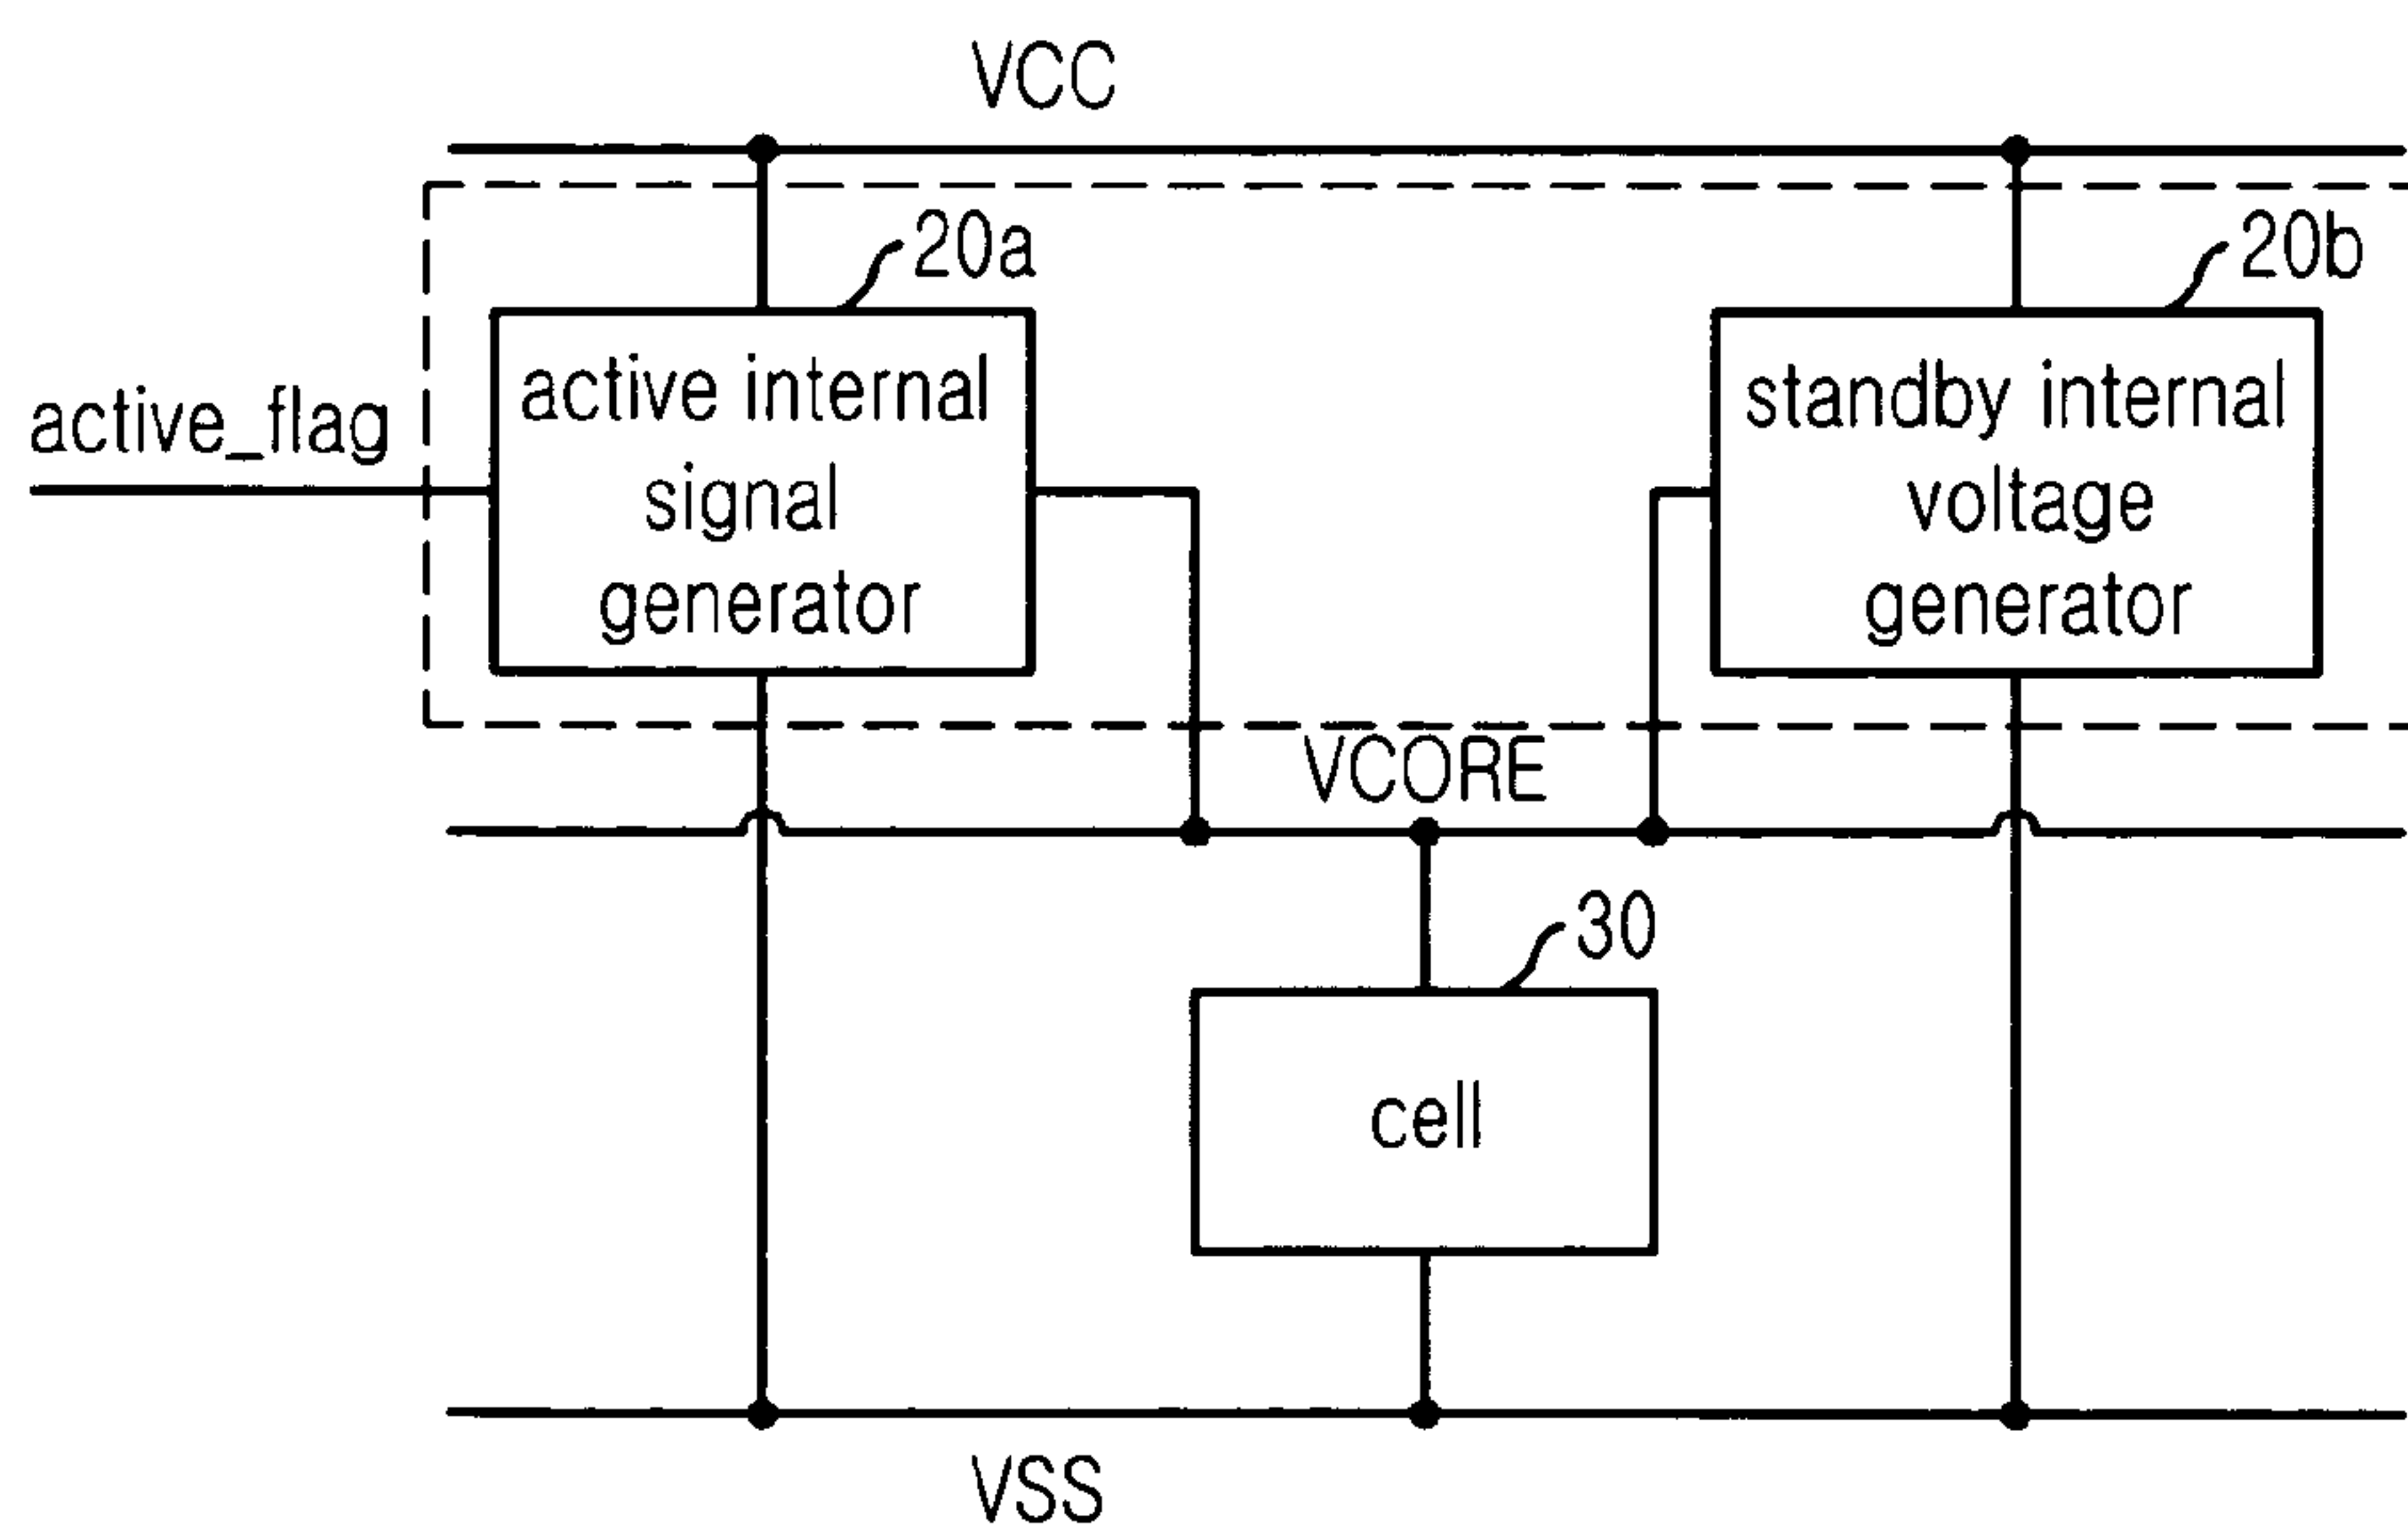 VCC
20a
20b
active_flag
active internal
signal
generator
standby internal
voltage
generator
VCORE
30
cell
VSS